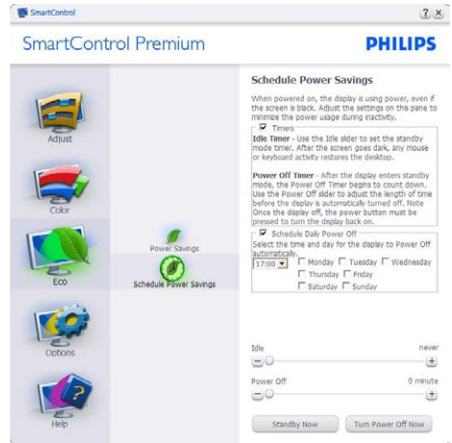 SmartControl
SmartControl Premium
PHILIPS
Adjust
Color
Eco
Options
Help
Power Savings
Schedule Power Savings
Schedule Power Savings
When powered on, the display is using power, even if
the screen is black. Adjust the settings on this pane to
minimize the power usage during inactivity.
Timers
Idle Timer - Use the Idle slider to set the standby
mode timer. After the screen goes dark, any mouse
or keyboard activity restores the desktop.
Power Off Timer - After the display enters standby
mode, the Power Off Timer begins to count down.
Use the Power Off slider to adjust the length of time
before the display is automatically turned off. Note
Once the display off, the power button must be
pressed to turn the display back on.
Schedule Daily Power Off
Select the time and day for the display to Power Off
automatically.
17:00 Monday Tuesday Wednesday
Thursday Friday
Saturday Sunday
Idle never
Power Off 0 minute
Standby Now Turn Power Off Now